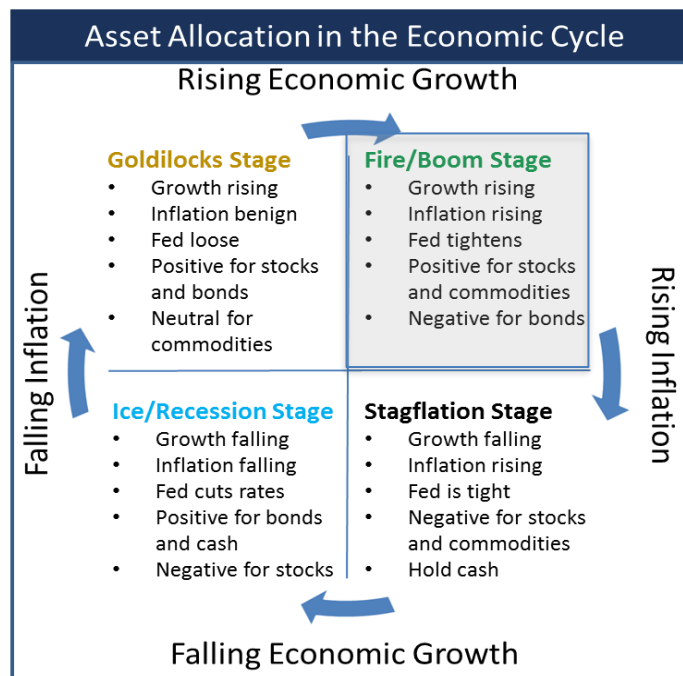 Asset Allocation in the Economic Cycle
Rising Economic Growth
Goldilocks Stage
• Growth rising
• Inflation benign
• Fed loose
• Positive for stocks
and bonds
• Neutral for
commodities
Fire/Boom Stage
• Growth rising
• Inflation rising
• Fed tightens
• Positive for stocks
and commodities
• Negative for bonds
Falling Inflation
Rising Inflation
Ice/Recession Stage
• Growth falling
• Inflation falling
• Fed cuts rates
• Positive for bonds
and cash
• Negative for stocks
Stagflation Stage
• Growth falling
• Inflation rising
• Fed is tight
• Negative for stocks
and commodities
• Hold cash
Falling Economic Growth